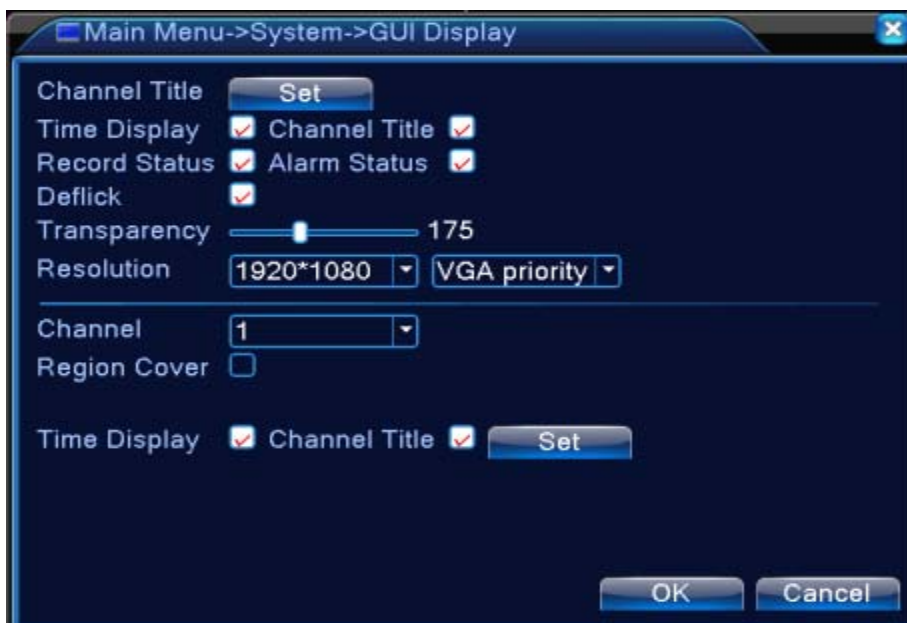 Main Menu->System->GUI Display
Channel Title Set
Time Display Channel Title
Record Status Alarm Status
Deflick
Transparency 175
Resolution 1920*1080 VGA priority
Channel 1
Region Cover
Time Display Channel Title Set
OK Cancel